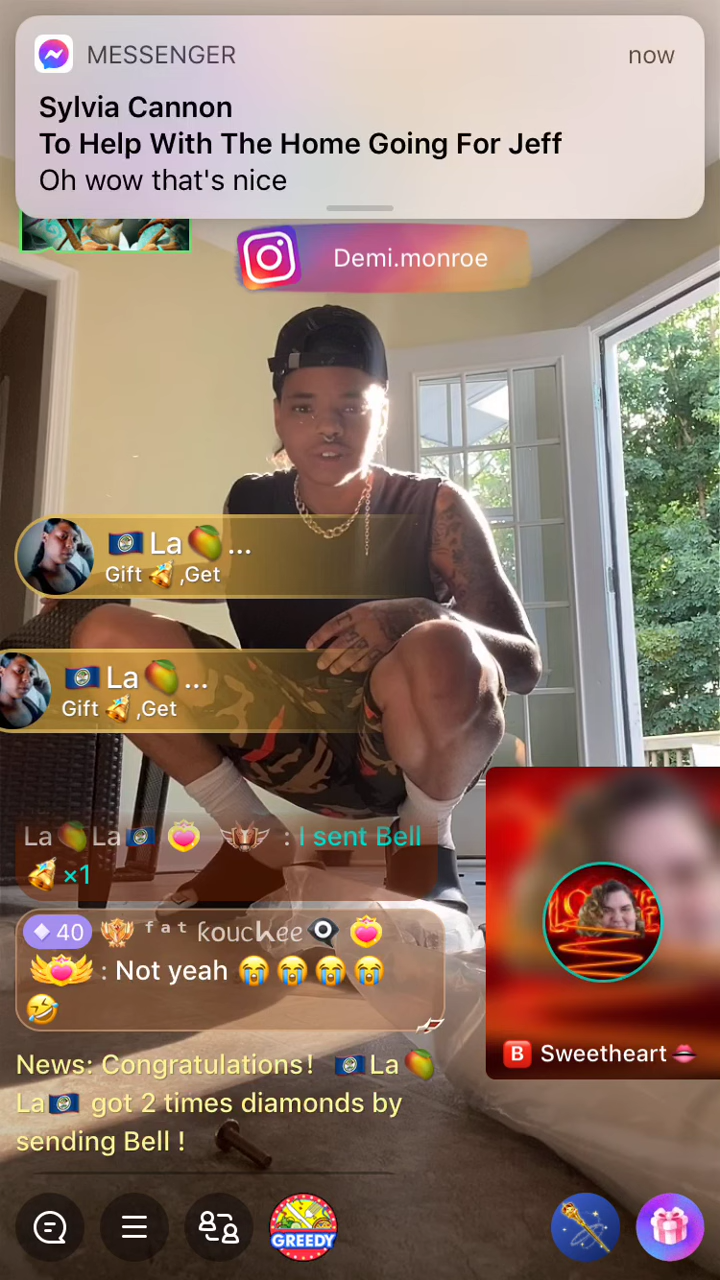 MESSENGER now
Sylvia Cannon
To Help With The Home Going For Jeff
Oh wow that's nice
Demi.monroe
🇧🇿La🥭...
Gift 🔔,Get
🇧🇿La🥭...
Gift 🔔,Get
La🥭La🇧🇿 : I sent Bell
🔔×1
40 ᶠᵃᵗ ƙouc𝒉ee
: Not yeah 😭😭😭😭
🤣
News: Congratulations! 🇧🇿La🥭
La🇧🇿 got 2 times diamonds by
sending Bell !
B Sweetheart👄
GREEDY